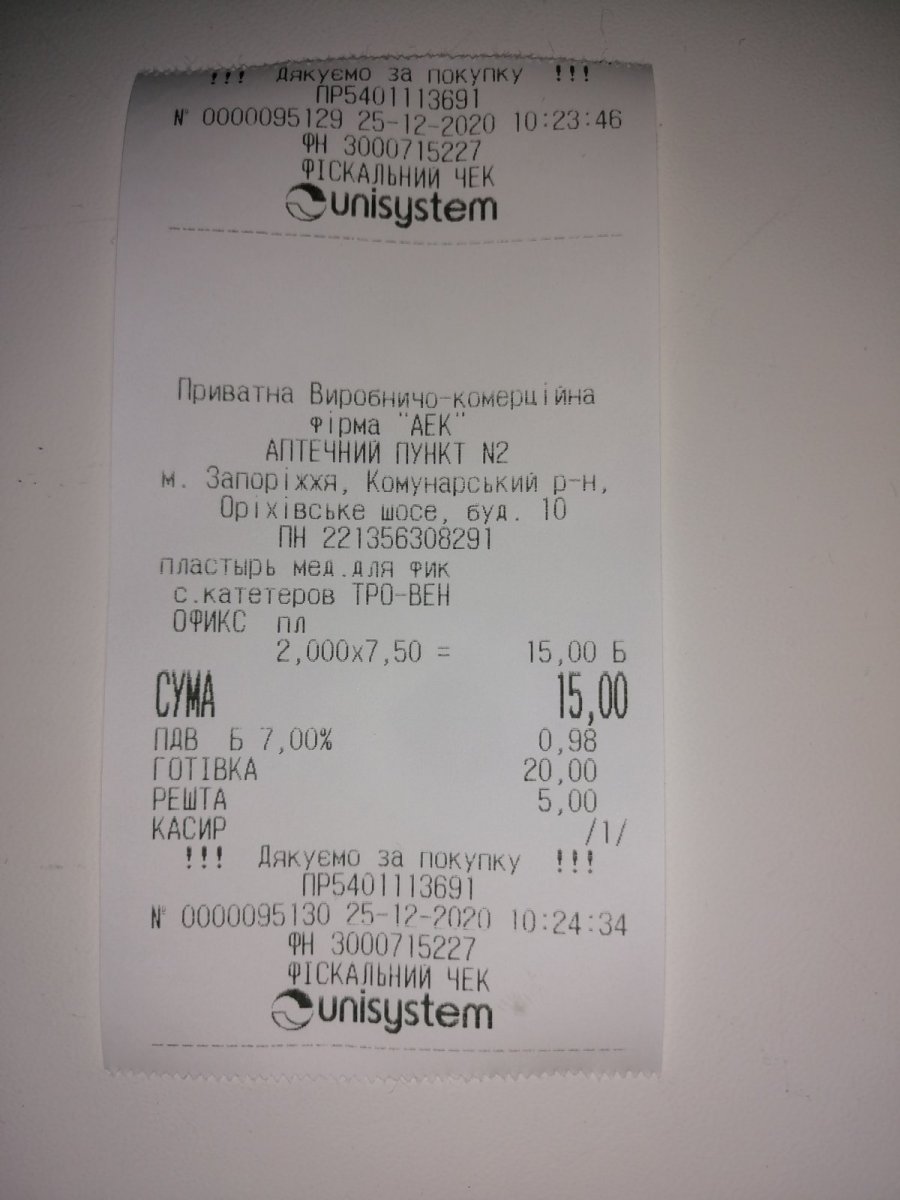 !!! Дякуємо за покупку !!!
ПР5401113691
№ 0000095129 25-12-2020 10:23:46
ФН 3000715227
ФІСКАЛЬНИЙ ЧЕК
unisystem
Приватна Виробничо-комерційна
фірма "АЕК"
АПТЕЧНИЙ ПУНКТ N2
м. Запоріжжя, Комунарський р-н,
Оріхівське шосе, буд. 10
ПН 221356308291
пластырь мед.для фик
с.катетеров ТРО-ВЕН
ОФИКС пл
2,000x7,50 = 15,00 Б
СУМА 15,00
ПДВ Б 7,00% 0,98
ГОТІВКА 20,00
РЕШТА 5,00
КАСИР /1/
!!! Дякуємо за покупку !!!
ПР5401113691
№ 0000095130 25-12-2020 10:24:34
ФН 3000715227
ФІСКАЛЬНИЙ ЧЕК
unisystem